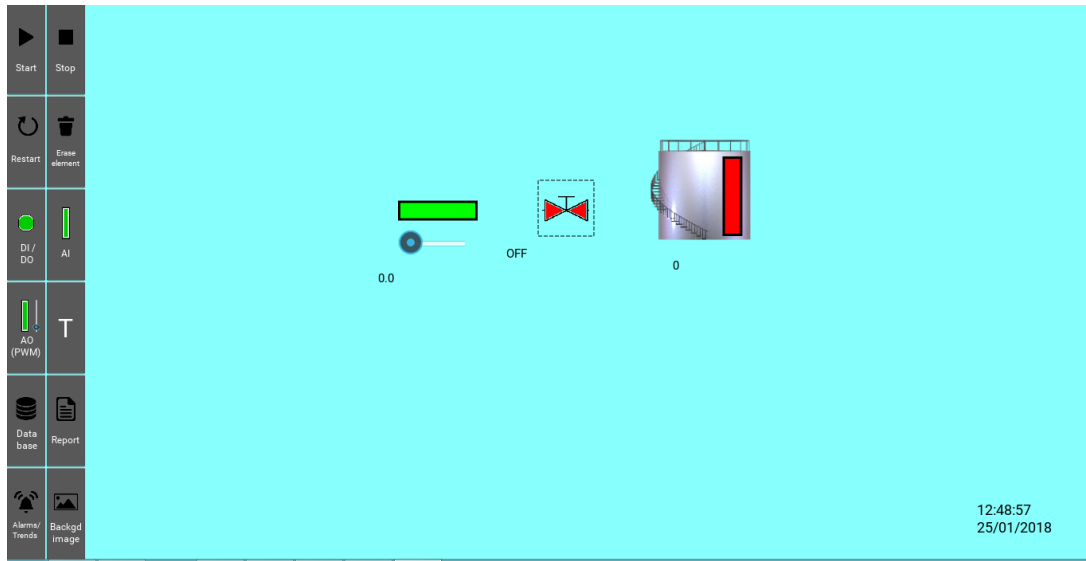 Start
Stop
Restart
Erase
element
DI /
DO
AI
AO
(PWM)
T
Data
base
Report
Alarms/
Trends
Backgd
image
0.0
OFF
0
12:48:57
25/01/2018